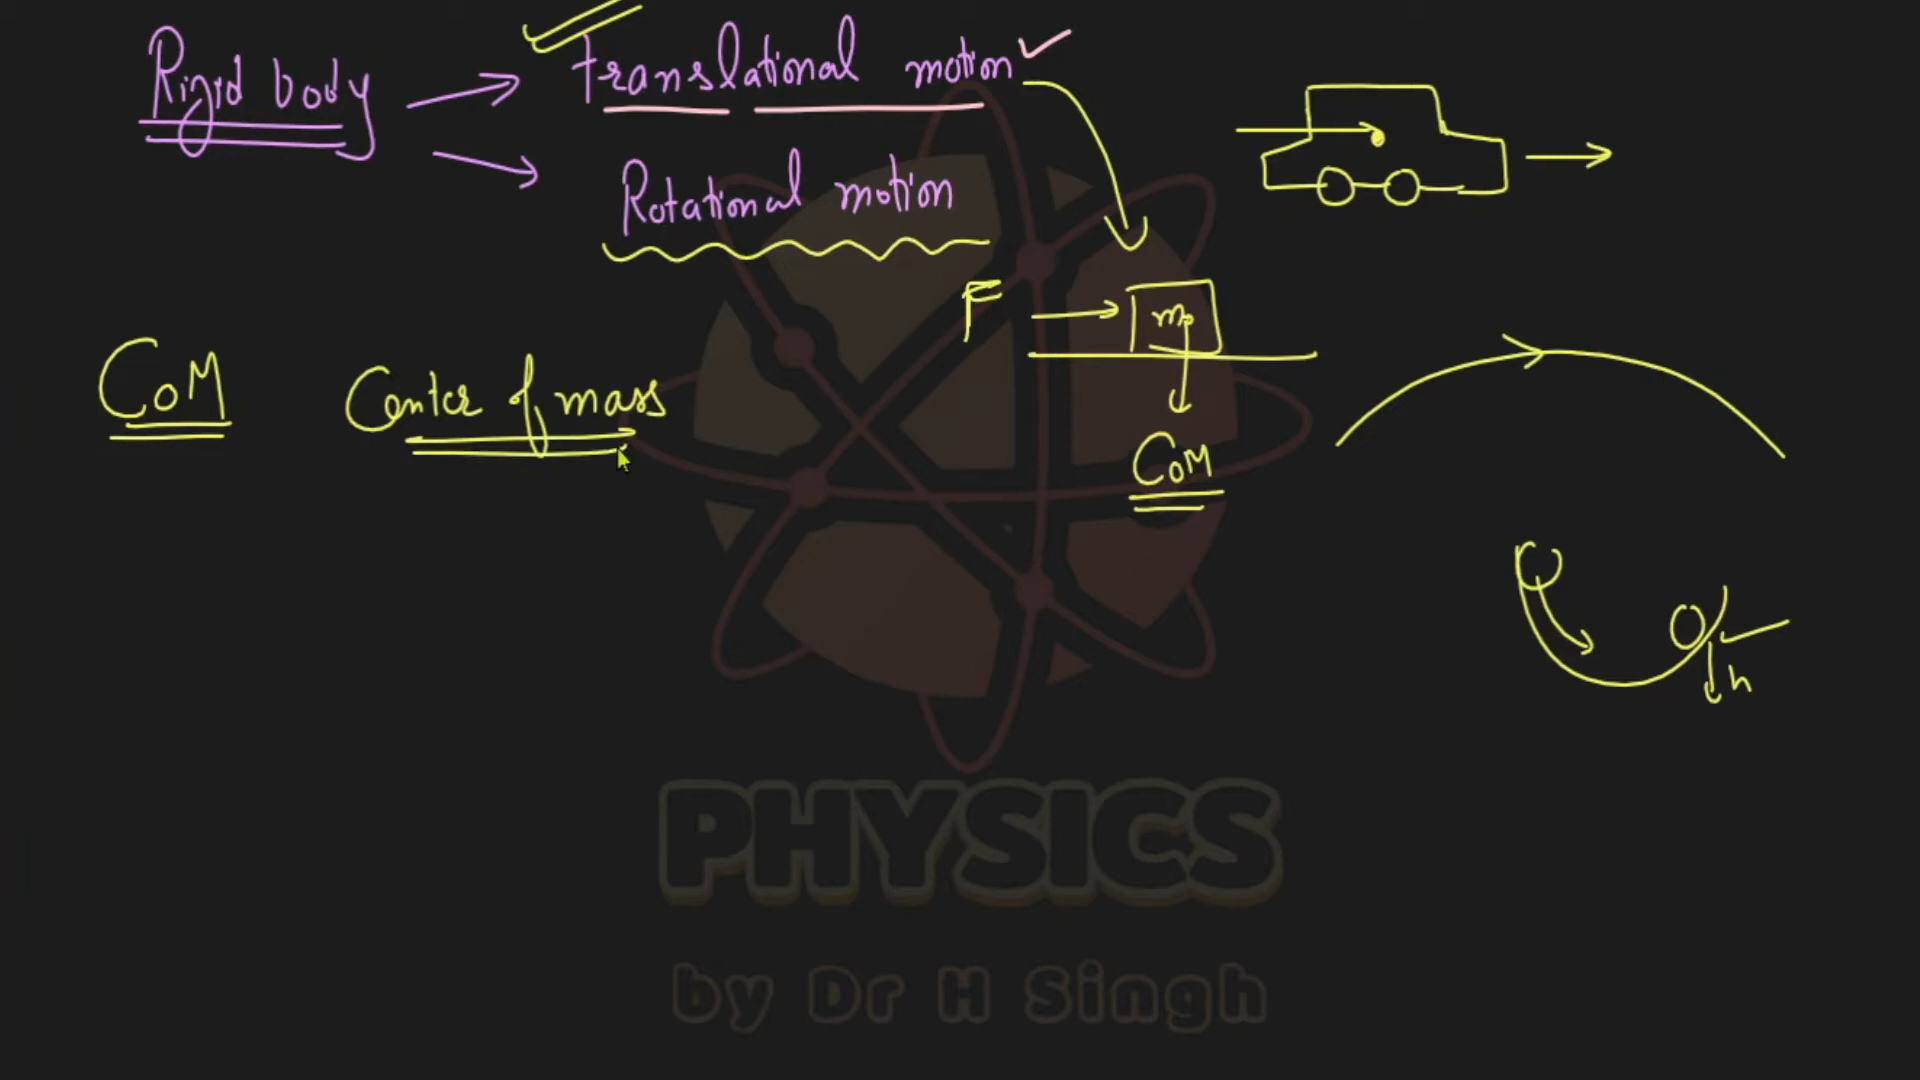 Rigid body
Translational motion
Rotational motion
F
m
CoM
Center of mass
CoM
h
PHYSICS
by Dr H Singh